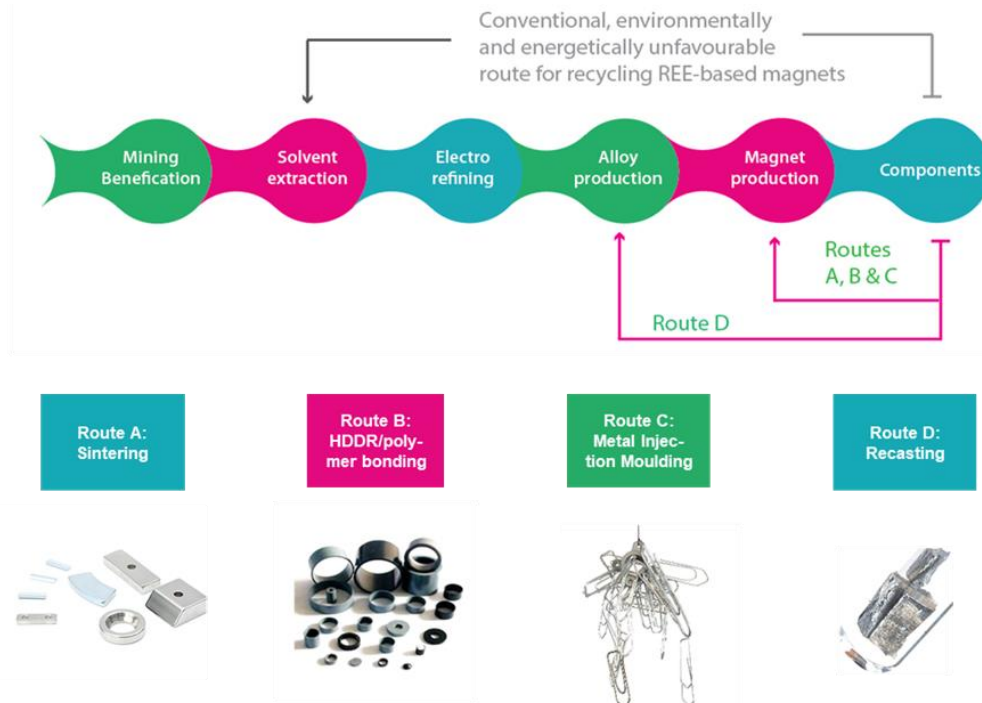 Conventional, environmentally
and energetically unfavourable
route for recycling REE-based magnets
Mining
Benefication
Solvent
extraction
Electro
refining
Alloy
production
Magnet
production
Components
Routes
A, B & C
Route D
Route A:
Sintering
Route B:
HDDR/poly-
mer bonding
Route C:
Metal Injec-
tion Moulding
Route D:
Recasting